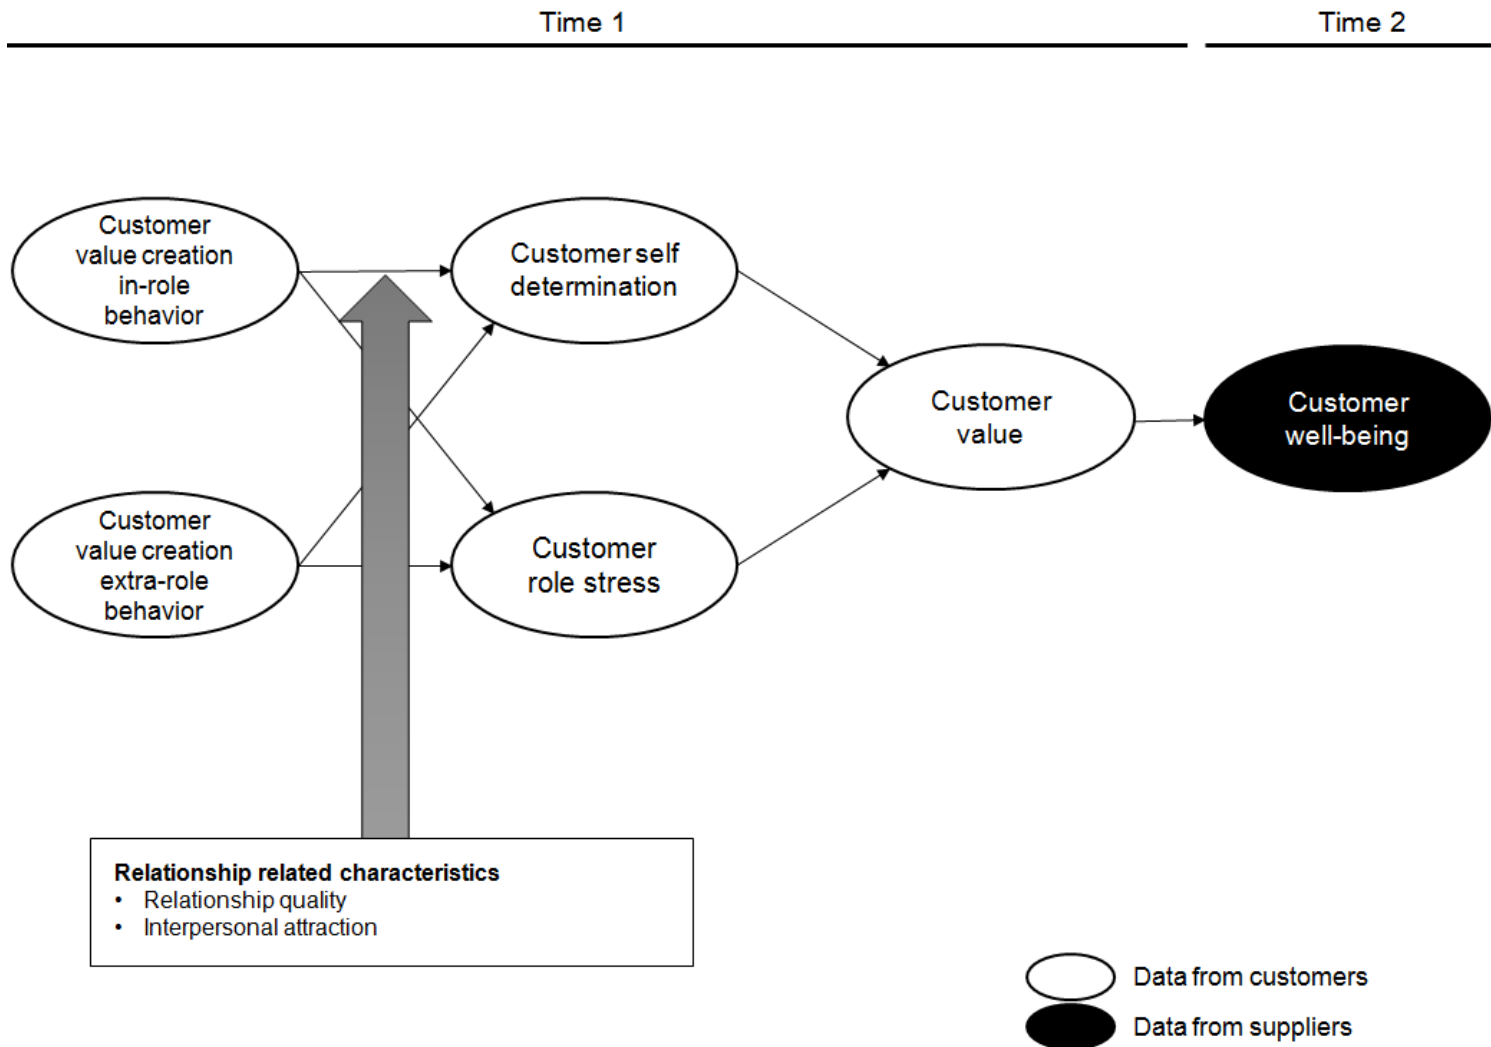 Time 1
Time 2
Customer
value creation
in-role
behavior
Customer self
determination
Customer
value
Customer
well-being
Customer
value creation
extra-role
behavior
Customer
role stress
Relationship related characteristics
• Relationship quality
• Interpersonal attraction
Data from customers
Data from suppliers